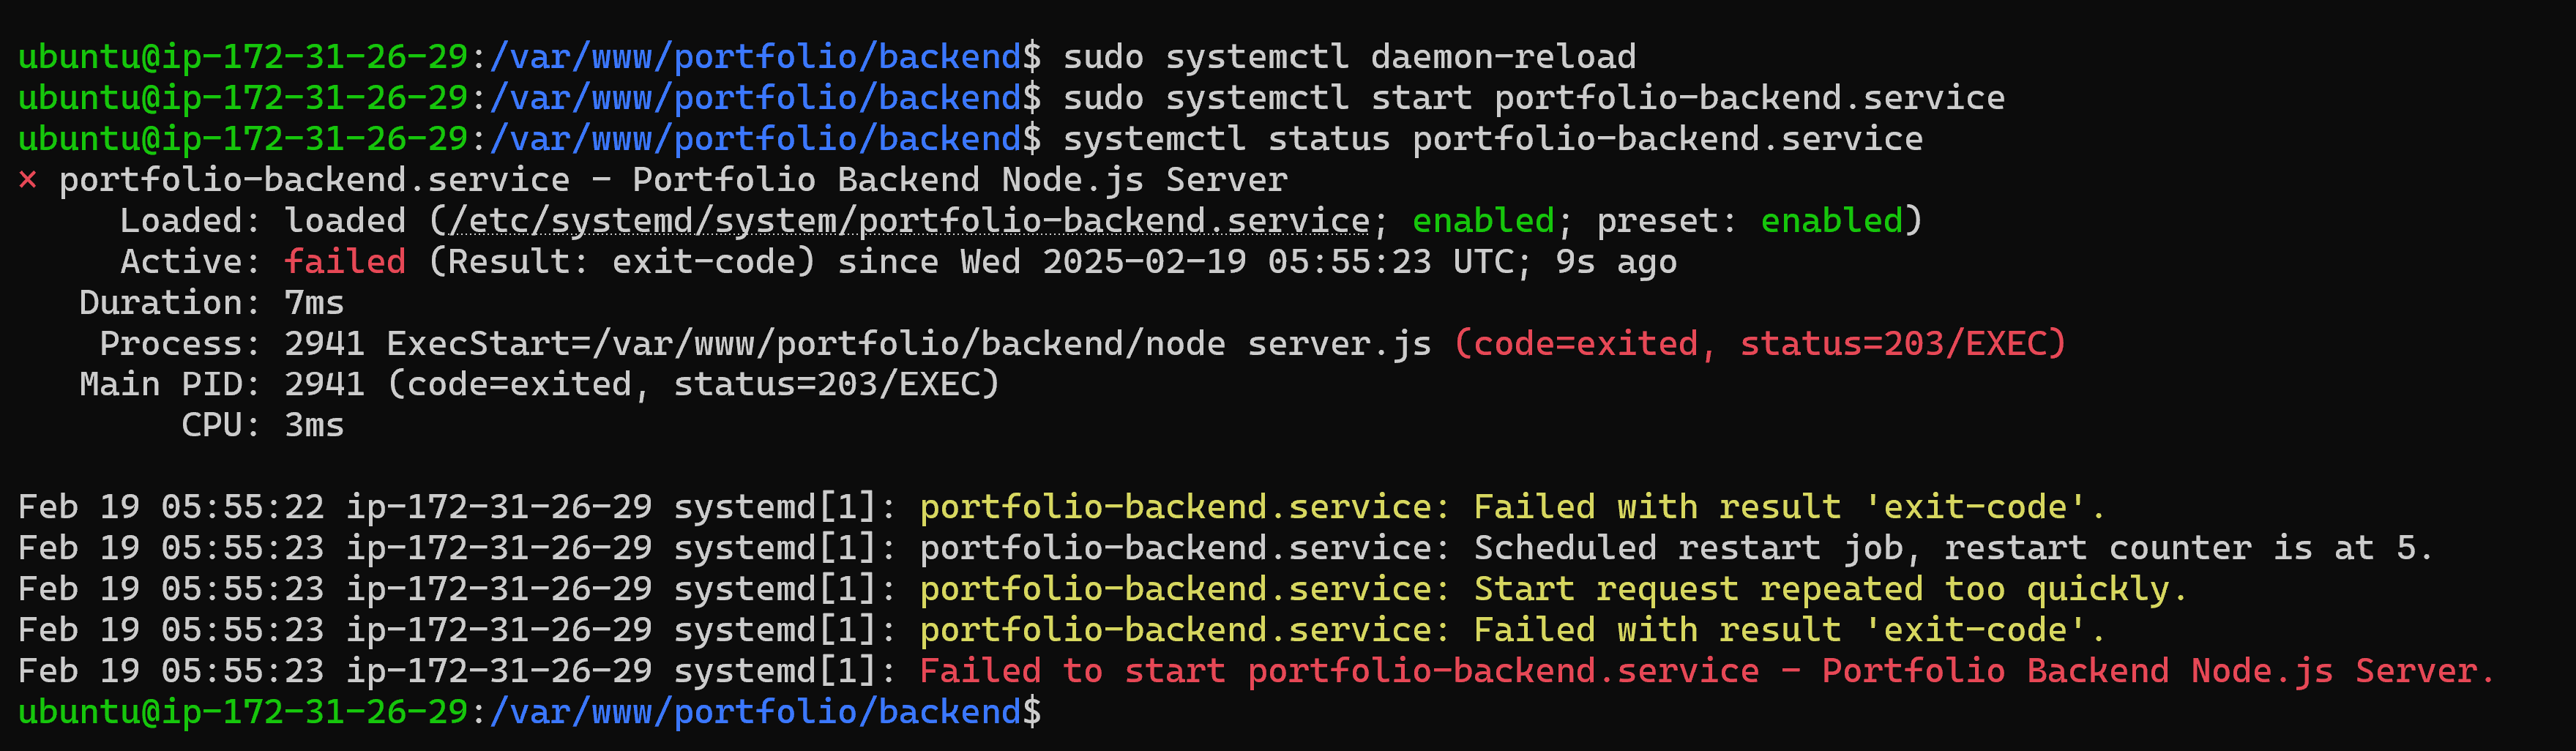 ubuntu@ip-172-31-26-29:/var/www/portfolio/backend$ sudo systemctl daemon-reload
ubuntu@ip-172-31-26-29:/var/www/portfolio/backend$ sudo systemctl start portfolio-backend.service
ubuntu@ip-172-31-26-29:/var/www/portfolio/backend$ systemctl status portfolio-backend.service
× portfolio-backend.service - Portfolio Backend Node.js Server
     Loaded: loaded (/etc/systemd/system/portfolio-backend.service; enabled; preset: enabled)
     Active: failed (Result: exit-code) since Wed 2025-02-19 05:55:23 UTC; 9s ago
   Duration: 7ms
    Process: 2941 ExecStart=/var/www/portfolio/backend/node server.js (code=exited, status=203/EXEC)
   Main PID: 2941 (code=exited, status=203/EXEC)
        CPU: 3ms

Feb 19 05:55:22 ip-172-31-26-29 systemd[1]: portfolio-backend.service: Failed with result 'exit-code'.
Feb 19 05:55:23 ip-172-31-26-29 systemd[1]: portfolio-backend.service: Scheduled restart job, restart counter is at 5.
Feb 19 05:55:23 ip-172-31-26-29 systemd[1]: portfolio-backend.service: Start request repeated too quickly.
Feb 19 05:55:23 ip-172-31-26-29 systemd[1]: portfolio-backend.service: Failed with result 'exit-code'.
Feb 19 05:55:23 ip-172-31-26-29 systemd[1]: Failed to start portfolio-backend.service - Portfolio Backend Node.js Server.
ubuntu@ip-172-31-26-29:/var/www/portfolio/backend$